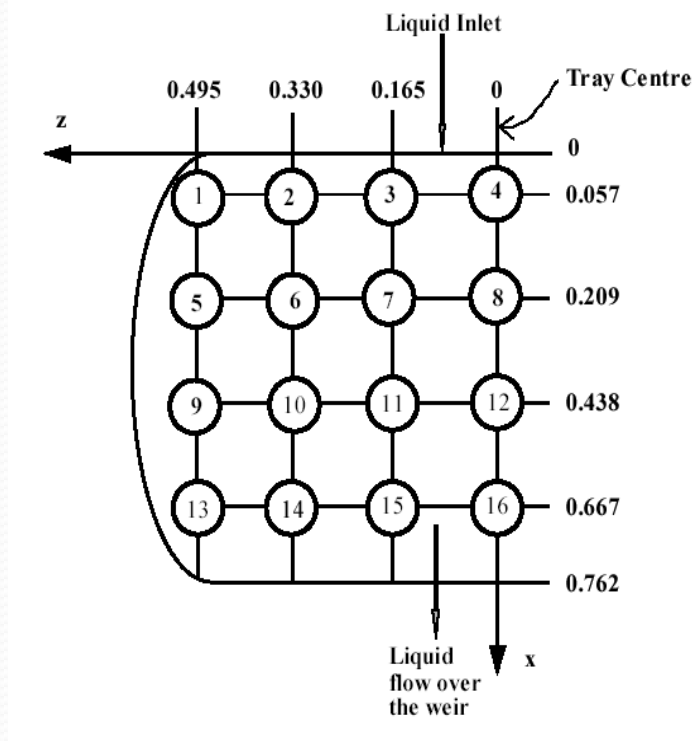 Liquid Inlet
0.495 0.330 0.165 0
Tray Centre
z
0
1 2 3 4 0.057
5 6 7 8 0.209
9 10 11 12 0.438
13 14 15 16 0.667
0.762
Liquid
flow over
the weir
x